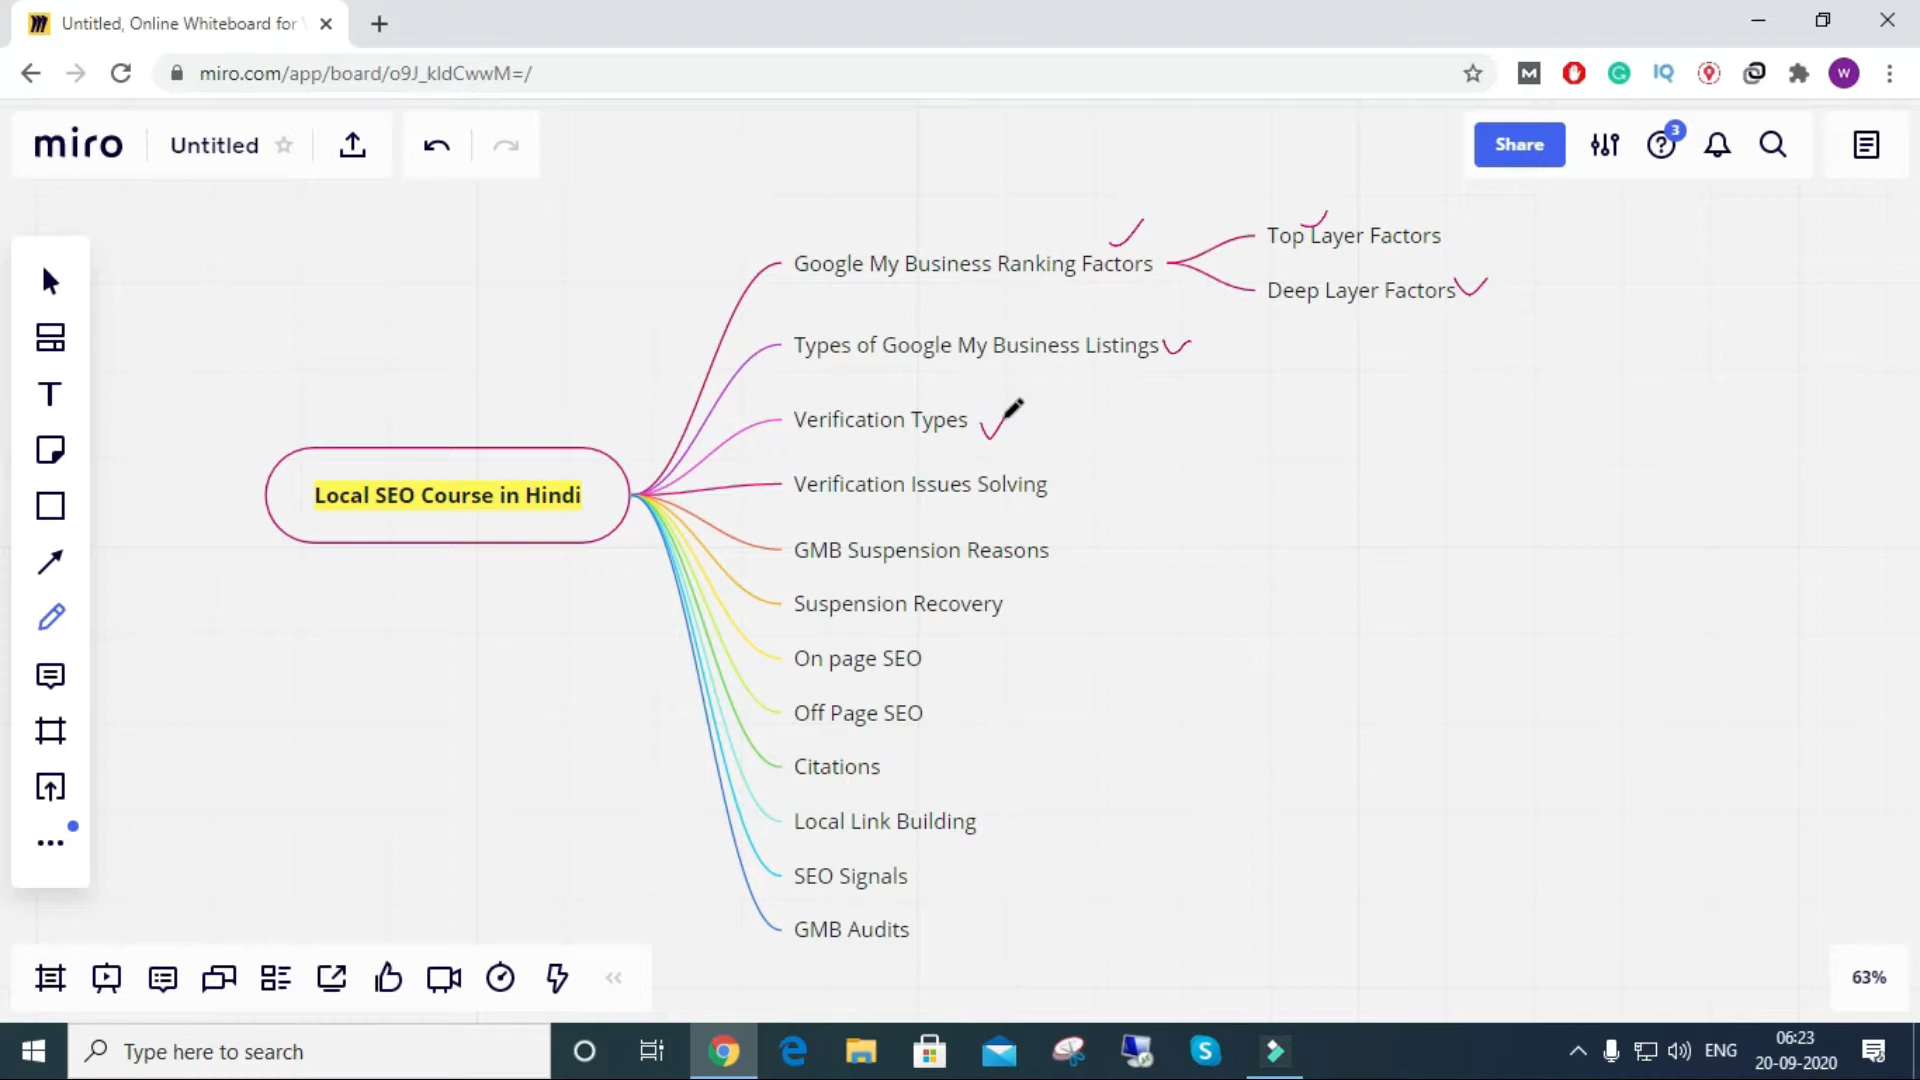 Untitled, Online Whiteboard for
miro.com/app/board/o9J_kldCwwM=/
miro
Untitled
Share
3
Google My Business Ranking Factors
Top Layer Factors
Deep Layer Factors
Types of Google My Business Listings
Verification Types
Verification Issues Solving
Local SEO Course in Hindi
GMB Suspension Reasons
Suspension Recovery
On page SEO
Off Page SEO
Citations
Local Link Building
SEO Signals
GMB Audits
63%
Type here to search
ENG
06:23
20-09-2020